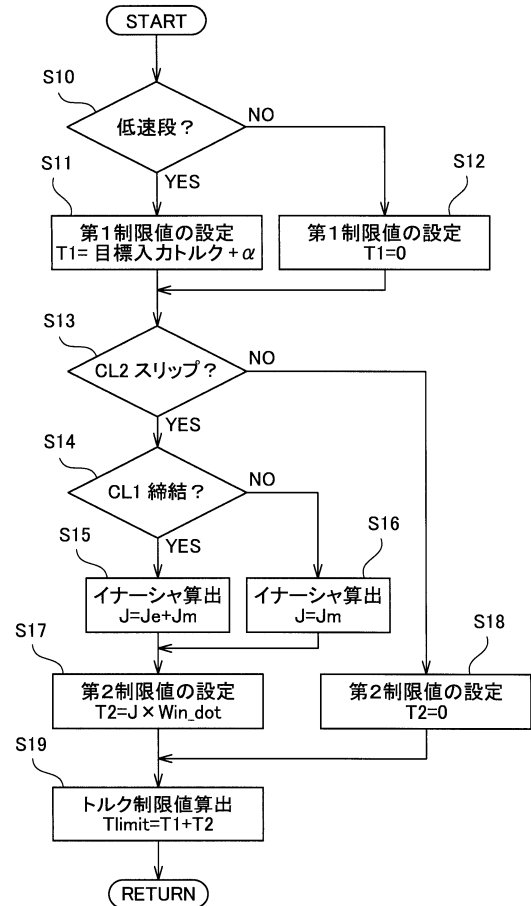 START
S10
低速段?
NO
YES
S11
第1制限値の設定
T1=目標入力トルク+α
S12
第1制限値の設定
T1=0
S13
CL2 スリップ?
NO
YES
S14
CL1 締結?
NO
YES
S15
イナーシャ算出
J=Je+Jm
S16
イナーシャ算出
J=Jm
S17
第2制限値の設定
T2=J×Win_dot
S18
第2制限値の設定
T2=0
S19
トルク制限値算出
Tlimit=T1+T2
RETURN